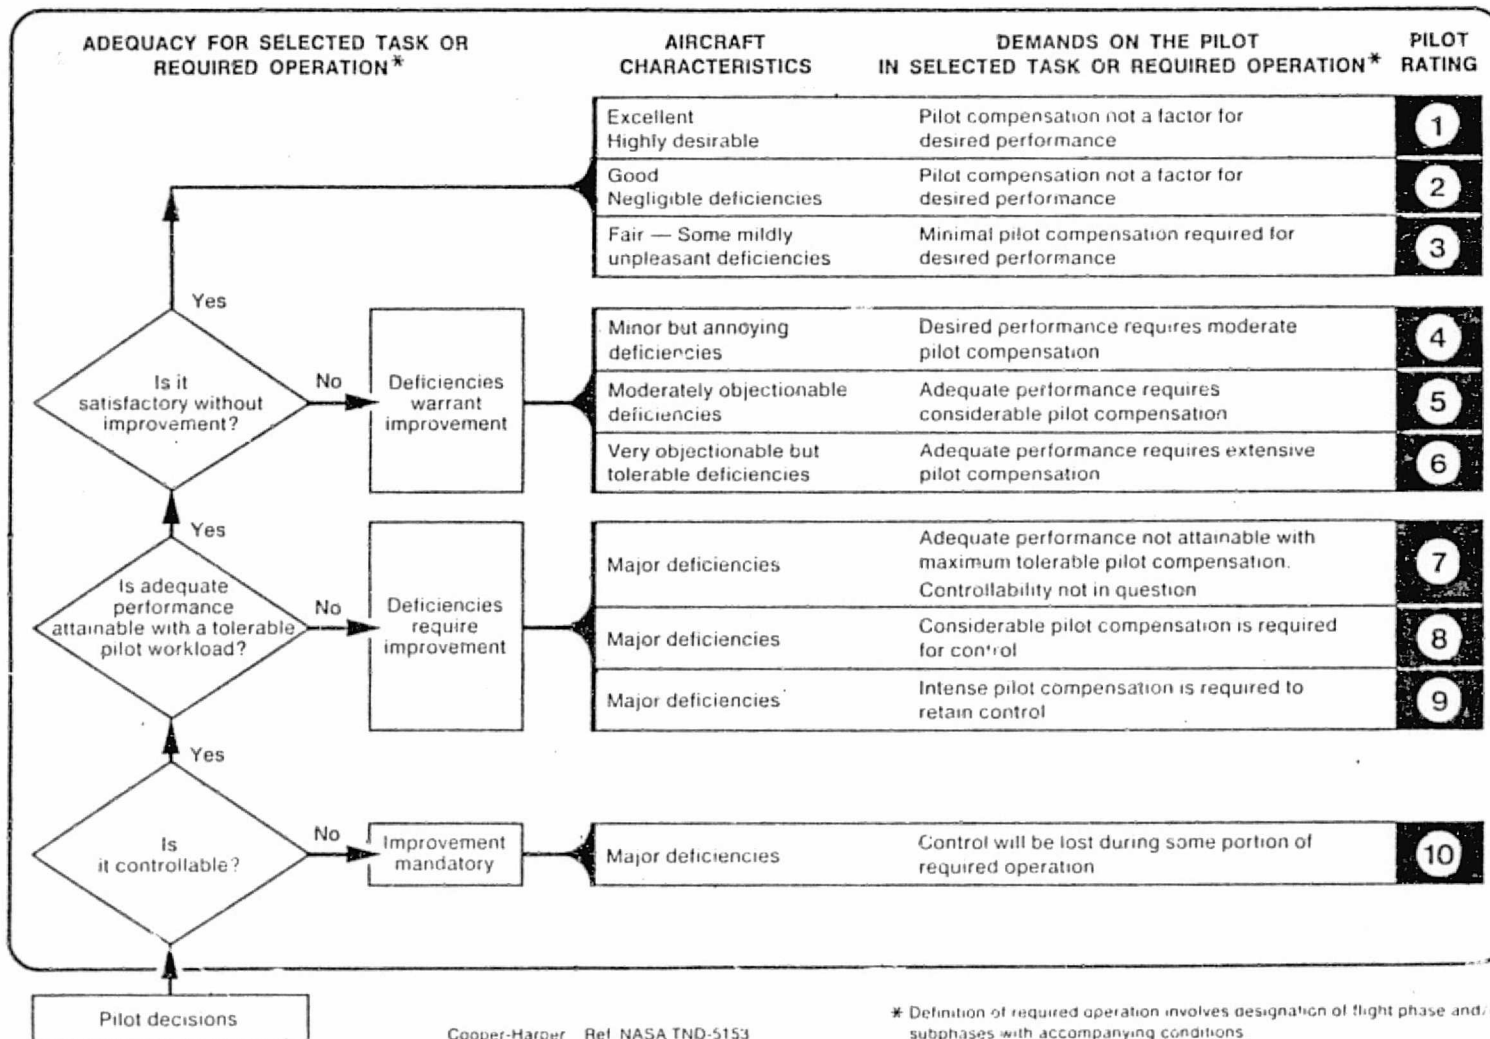 ADEQUACY FOR SELECTED TASK OR
REQUIRED OPERATION*
AIRCRAFT
CHARACTERISTICS
DEMANDS ON THE PILOT
IN SELECTED TASK OR REQUIRED OPERATION*
PILOT
RATING
Excellent
Highly desirable
Pilot compensation not a factor for
desired performance
1
Good
Negligible deficiencies
Pilot compensation not a factor for
desired performance
2
Fair — Some mildly
unpleasant deficiencies
Minimal pilot compensation required for
desired performance
3
Yes
Is it
satisfactory without
improvement?
No
Deficiencies
warrant
improvement
Minor but annoying
deficiencies
Desired performance requires moderate
pilot compensation
4
Moderately objectionable
deficiencies
Adequate performance requires
considerable pilot compensation
5
Very objectionable but
tolerable deficiencies
Adequate performance requires extensive
pilot compensation
6
Yes
Is adequate
performance
attainable with a tolerable
pilot workload?
No
Deficiencies
require
improvement
Major deficiencies
Adequate performance not attainable with
maximum tolerable pilot compensation.
Controllability not in question
7
Major deficiencies
Considerable pilot compensation is required
for control
8
Major deficiencies
Intense pilot compensation is required to
retain control
9
Yes
Is
it controllable?
No
Improvement
mandatory
Major deficiencies
Control will be lost during some portion of
required operation
10
Pilot decisions
Cooper-Harper Ref NASA TND-5153
* Definition of required operation involves designation of flight phase and/
subphases with accompanying conditions